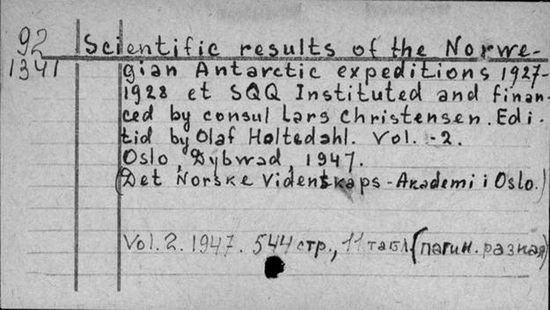 92 Scientific results of the Norwe-
1341 gian Antarctic expeditions 1927-
1928 et SQQ Instituted and finan-
ced by consul Lars Christensen. Edi-
tid by Olaf Holtedahl. Vol. -2.
Oslo, Dybwad, 1947.
(Det Norske Videnskaps-Akademi i Oslo.)
Vol. 2. 1947. 544 стр., 11 табл (пагин. разная)